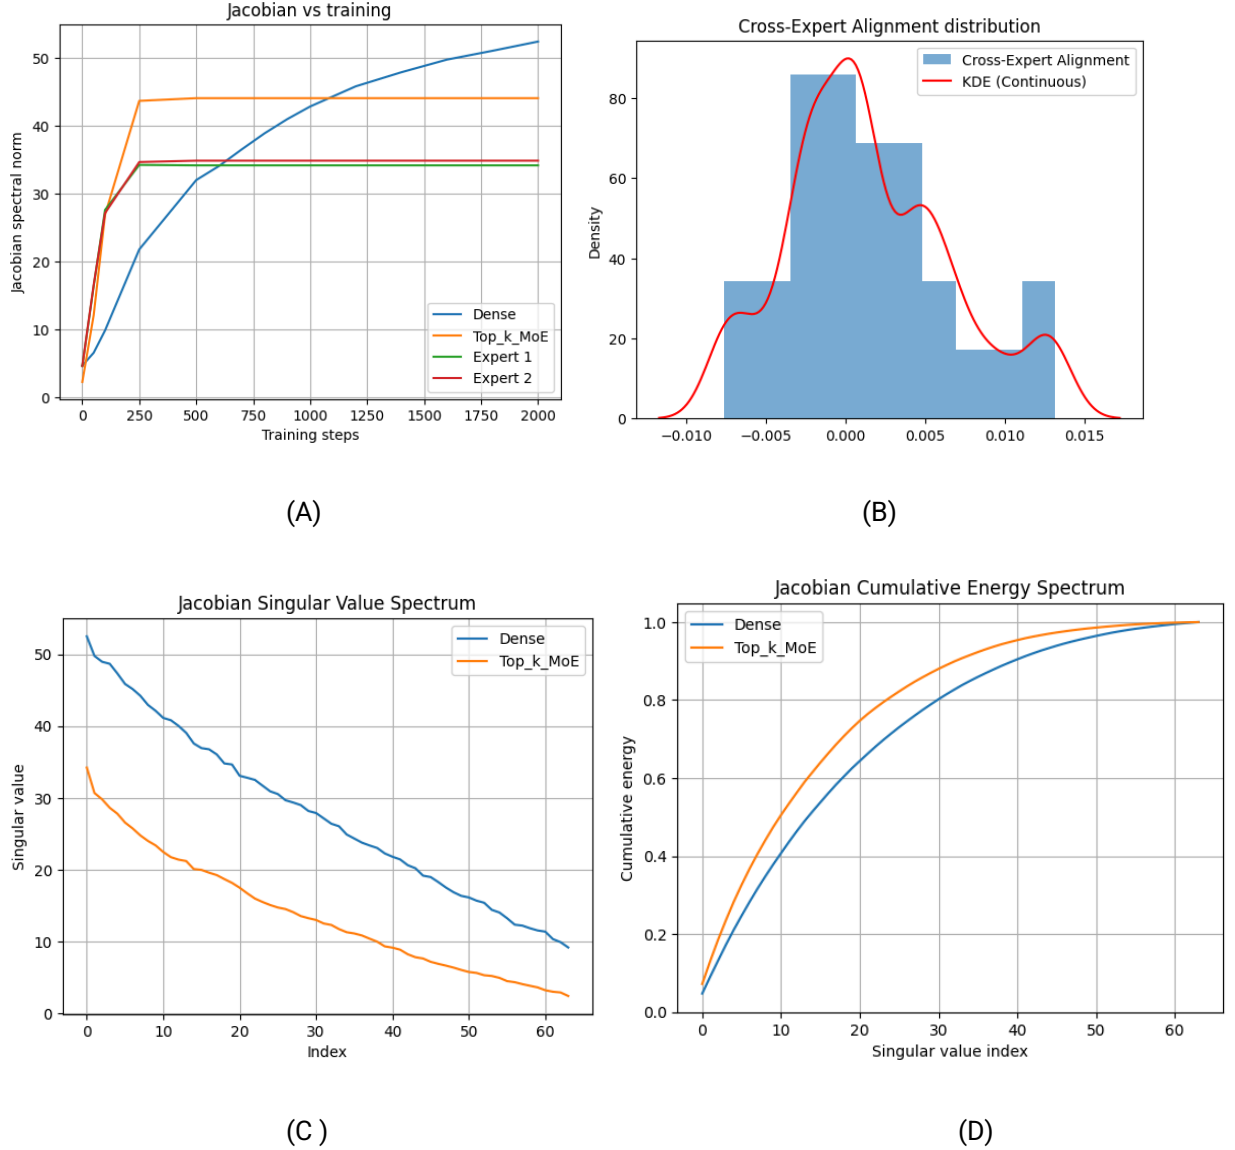 Jacobian vs training
Jacobian spectral norm
50
40
30
20
10
0
Dense
Top_k_MoE
Expert 1
Expert 2
0 250 500 750 1000 1250 1500 1750 2000
Training steps
(A)
Cross-Expert Alignment distribution
Density
80
60
40
20
0
Cross-Expert Alignment
KDE (Continuous)
−0.010 −0.005 0.000 0.005 0.010 0.015
(B)
Jacobian Singular Value Spectrum
Singular value
50
40
30
20
10
0
Dense
Top_k_MoE
0 10 20 30 40 50 60
Index
(C )
Jacobian Cumulative Energy Spectrum
Cumulative energy
1.0
0.8
0.6
0.4
0.2
0.0
Dense
Top_k_MoE
0 10 20 30 40 50 60
Singular value index
(D)